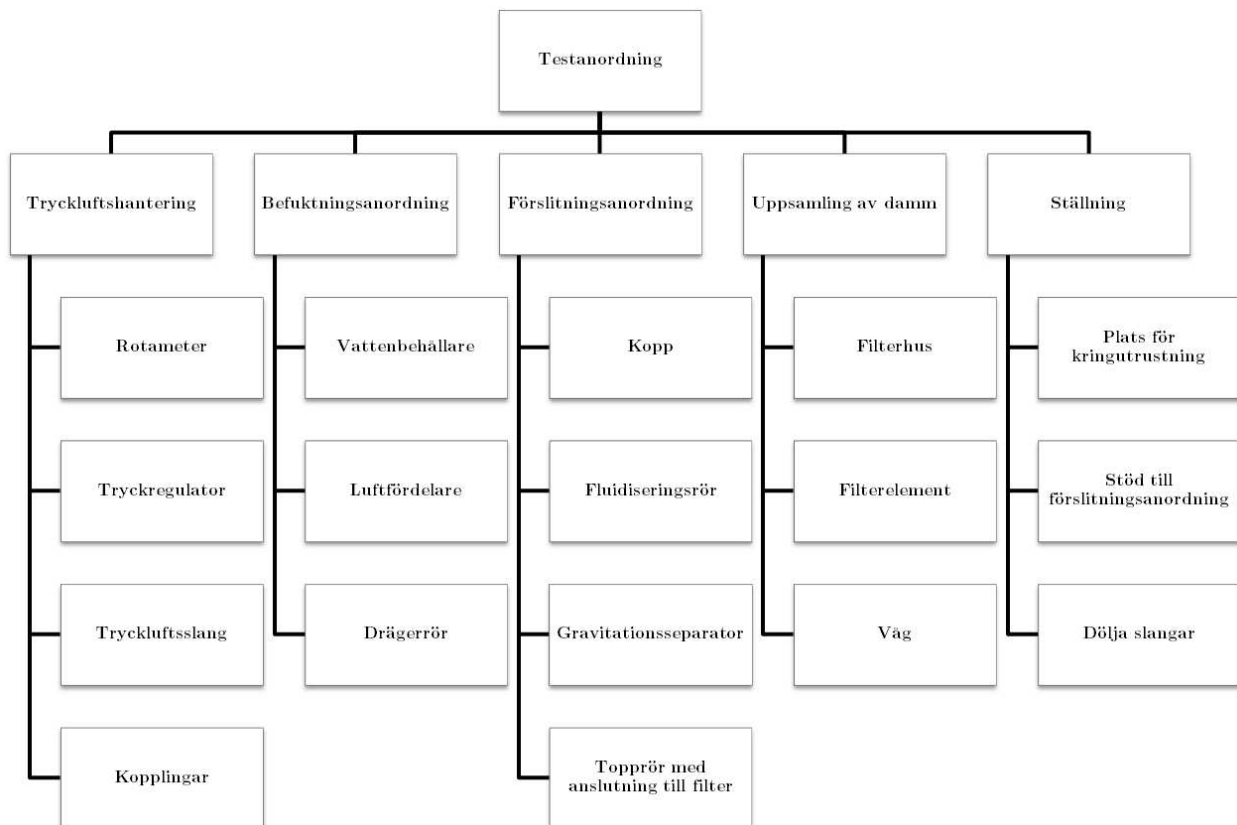 Testanordning
Tryckluftshantering
Befuktningsanordning
Förslitningsanordning
Uppsamling av damm
Ställning
Rotameter
Vattenbehållare
Kopp
Filterhus
Plats för
kringutrustning
Tryckregulator
Luftfördelare
Fluidiseringsrör
Filterelement
Stöd till
förslitningsanordning
Tryckluftsslang
Drägerrör
Gravitationsseparator
Våg
Dölja slangar
Kopplingar
Topprör med
anslutning till filter